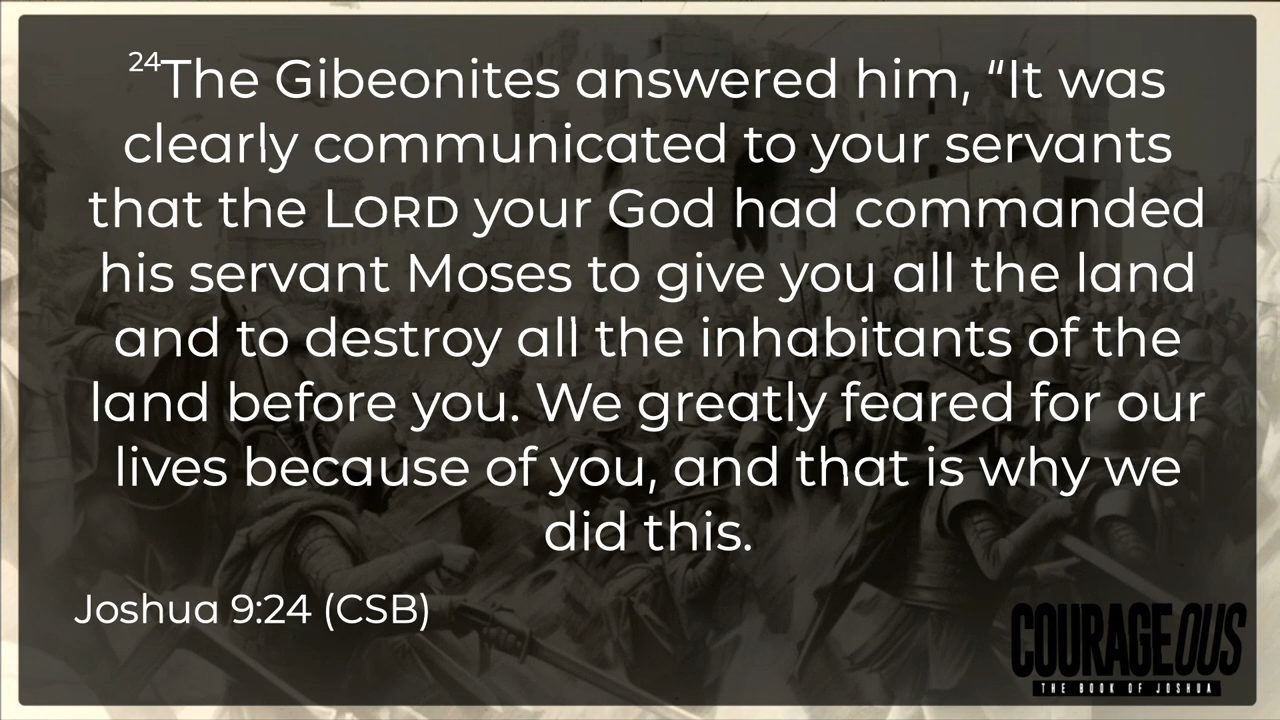 24The Gibeonites answered him, “It was
clearly communicated to your servants
that the LORD your God had commanded
his servant Moses to give you all the land
and to destroy all the inhabitants of the
land before you. We greatly feared for our
lives because of you, and that is why we
did this.
Joshua 9:24 (CSB)
COURAGEOUS
THE BOOK OF JOSHUA